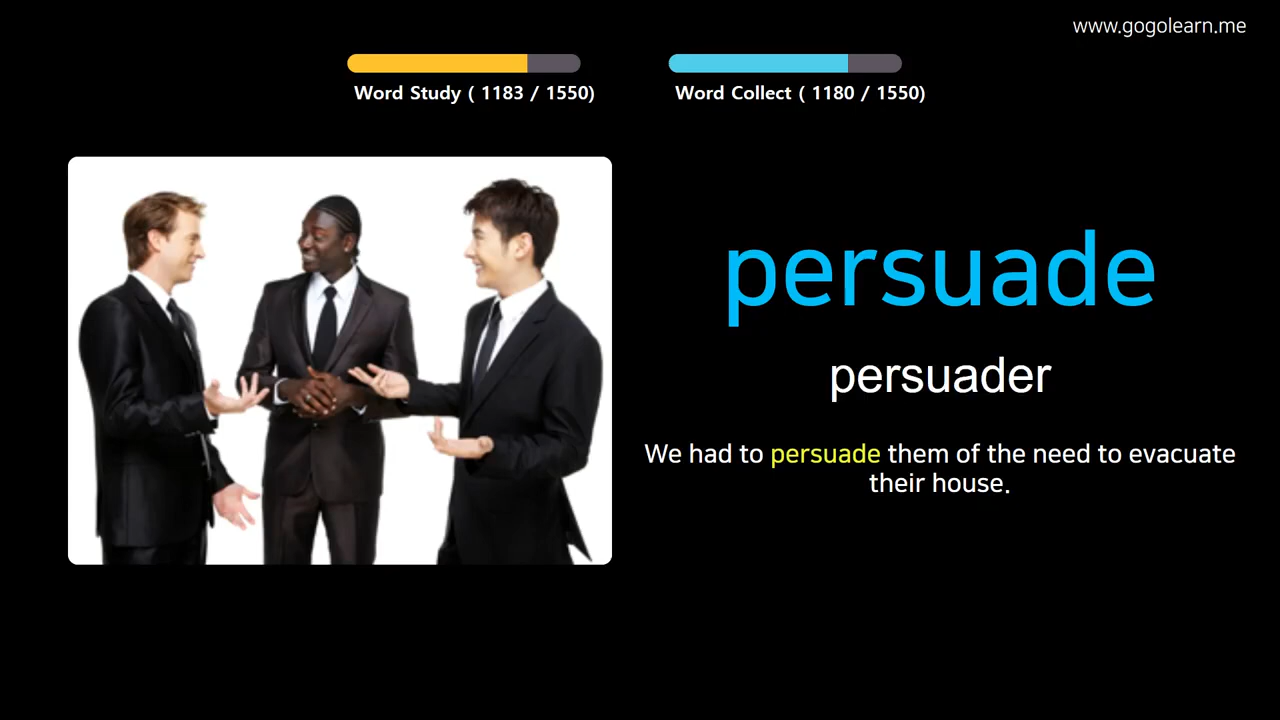 www.gogolearn.me
Word Study ( 1183 / 1550)
Word Collect ( 1180 / 1550)
persuade
persuader
We had to persuade them of the need to evacuate
their house.